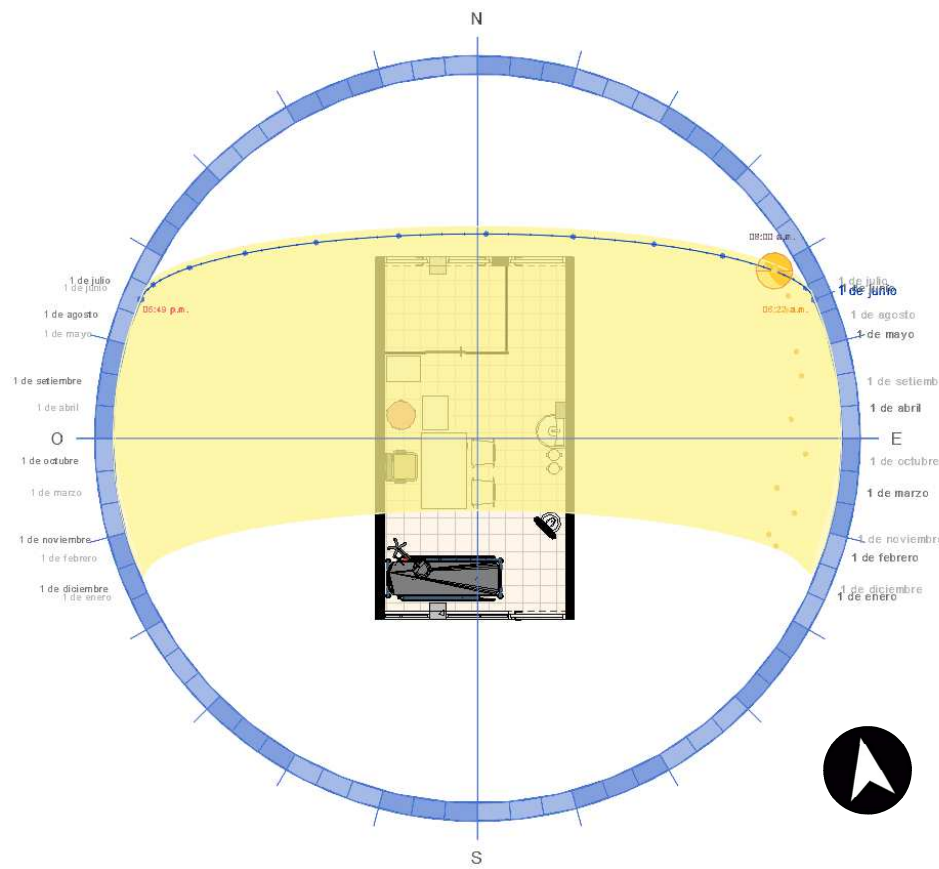 N
08:00 a.m.
1 de julio
1 de junio
06:49 p.m.
1 de agosto
1 de mayo
1 de setiembre
1 de abril
O
1 de octubre
1 de marzo
1 de noviembre
1 de febrero
1 de diciembre
1 de enero
1 de julio
1 de junio
06:22 a.m.
1 de agosto
1 de mayo
1 de setiemb
1 de abril
E
1 de octubre
1 de marzo
1 de noviembre
1 de febrero
1 de diciembre
1 de enero
S